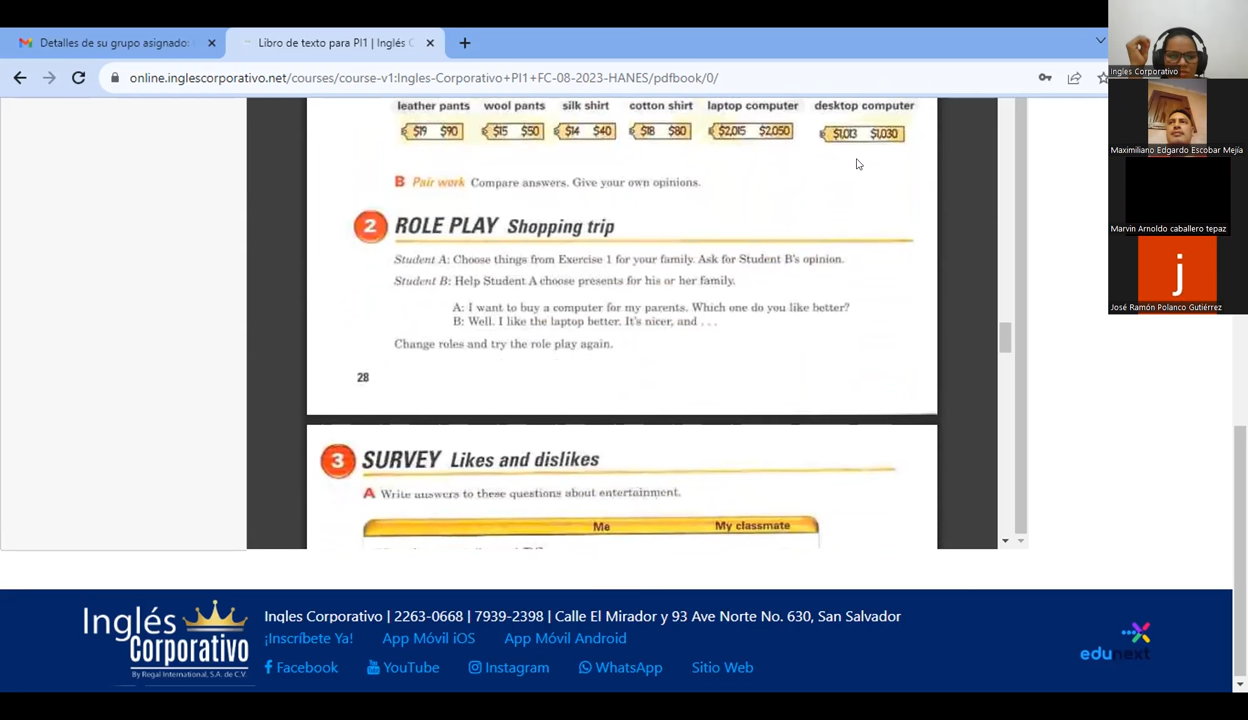 Detalles de su grupo asignado:
Libro de texto para PI1 | Inglés C
online.inglescorporativo.net/courses/course-v1:Ingles-Corporativo+PI1+FC-08-2023-HANES/pdfbook/0/
Ingles Corporativo
Maximiliano Edgardo Escobar Mejía
Marvin Arnoldo caballero tepaz
j
José Ramón Polanco Gutiérrez
leather pants wool pants silk shirt cotton shirt laptop computer desktop computer
$19 $90 $15 $50 $14 $40 $18 $80 $2,015 $2,050 $1,013 $1,030
B Pair work Compare answers. Give your own opinions.
2 ROLE PLAY Shopping trip
Student A: Choose things from Exercise 1 for your family. Ask for Student B's opinion.
Student B: Help Student A choose presents for his or her family.
A: I want to buy a computer for my parents. Which one do you like better?
B: Well. I like the laptop better. It's nicer, and . . .
Change roles and try the role play again.
28
3 SURVEY Likes and dislikes
A Write answers to these questions about entertainment.
Me My classmate
Inglés Corporativo
By Regal International, S.A. de C.V.
Ingles Corporativo | 2263-0668 | 7939-2398 | Calle El Mirador y 93 Ave Norte No. 630, San Salvador
¡Inscríbete Ya! App Móvil iOS App Móvil Android
Facebook YouTube Instagram WhatsApp Sitio Web
edunext